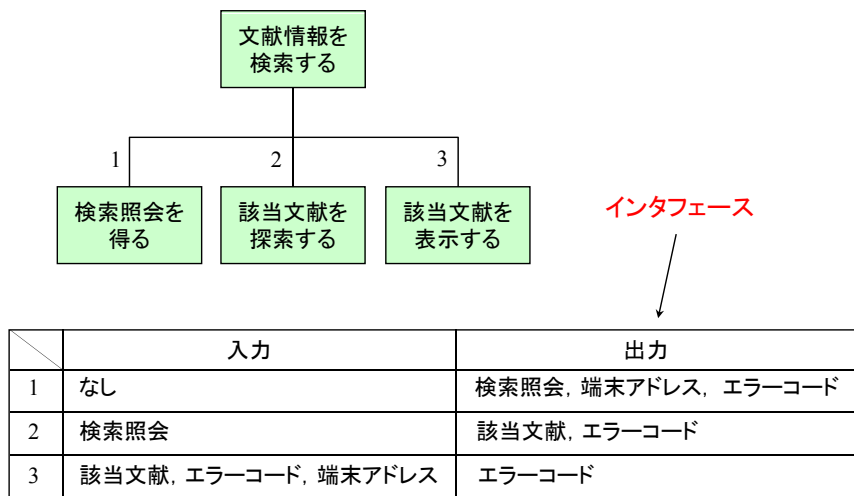 文献情報を
検索する
1
2
3
検索照会を
得る
該当文献を
探索する
該当文献を
表示する
インタフェース
入力
出力
1
なし
検索照会, 端末アドレス, エラーコード
2
検索照会
該当文献, エラーコード
3
該当文献, エラーコード, 端末アドレス
エラーコード